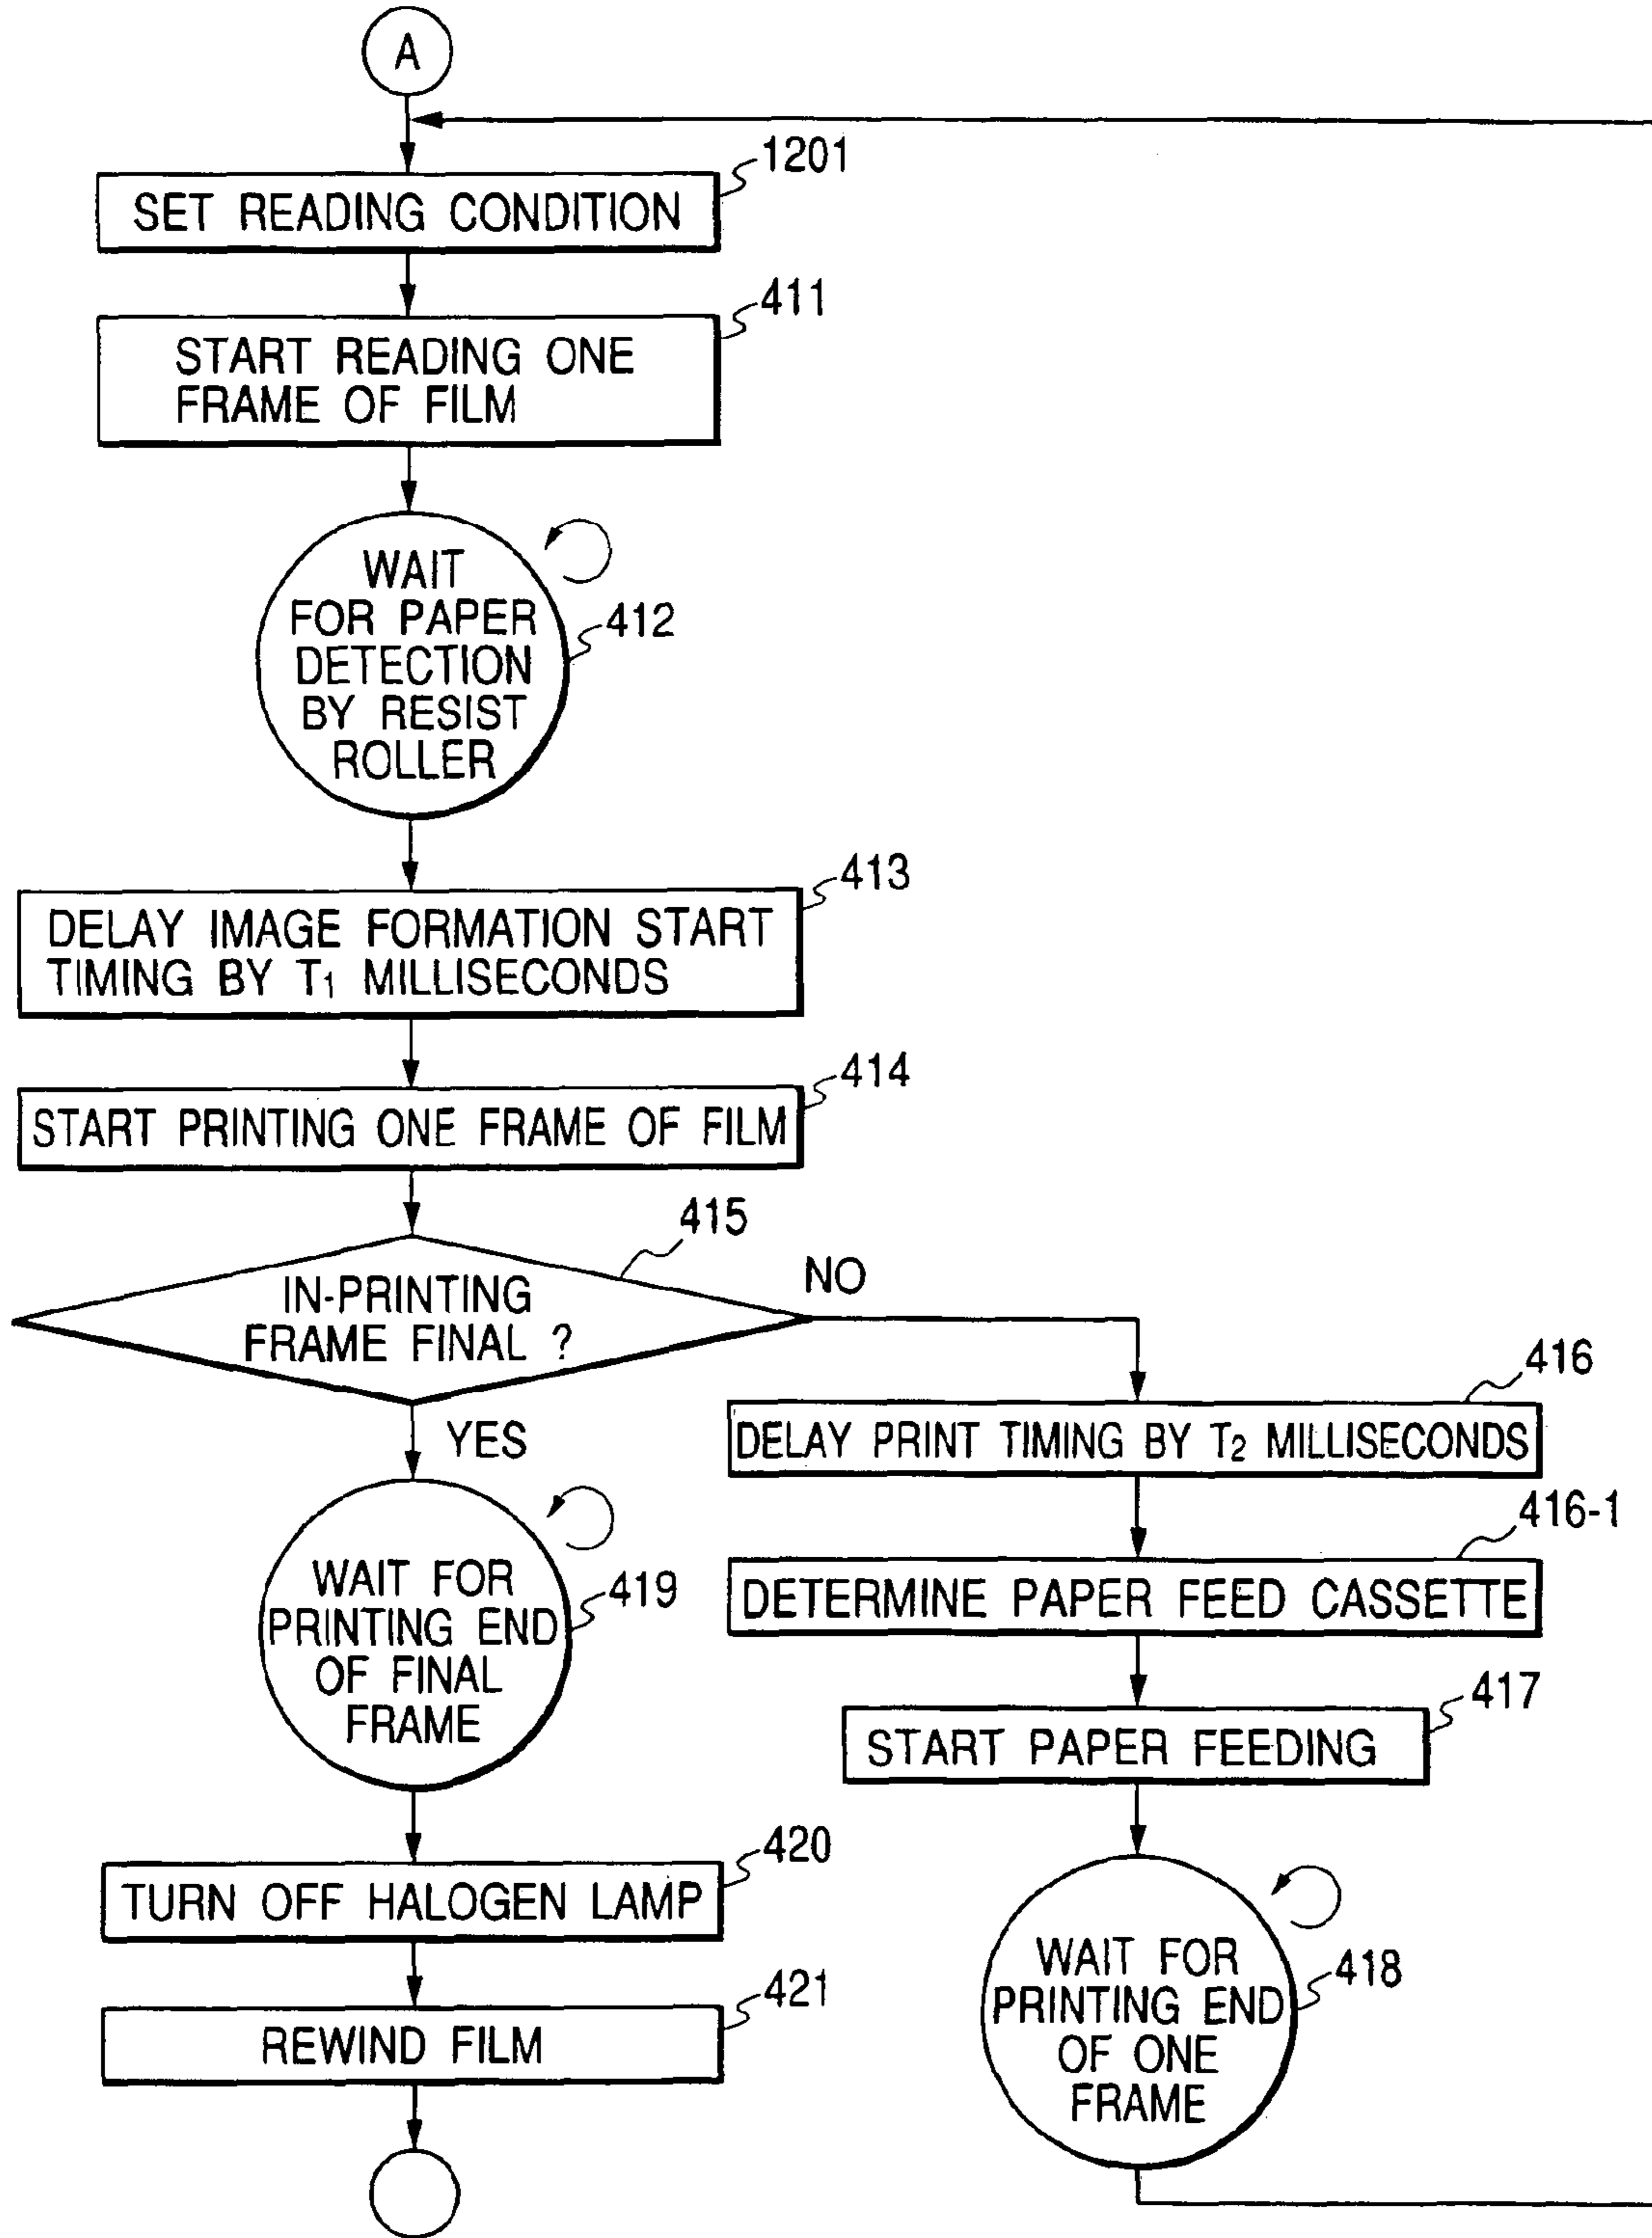 A
1201
SET READING CONDITION
411
START READING ONE
FRAME OF FILM
WAIT
FOR PAPER
DETECTION
BY RESIST
ROLLER
412
413
DELAY IMAGE FORMATION START
TIMING BY T₁ MILLISECONDS
414
START PRINTING ONE FRAME OF FILM
415
IN-PRINTING
FRAME FINAL ?
NO
YES
416
DELAY PRINT TIMING BY T₂ MILLISECONDS
416-1
DETERMINE PAPER FEED CASSETTE
417
START PAPER FEEDING
WAIT FOR
PRINTING END
OF ONE
FRAME
418
WAIT FOR
PRINTING END
OF FINAL
FRAME
419
420
TURN OFF HALOGEN LAMP
421
REWIND FILM